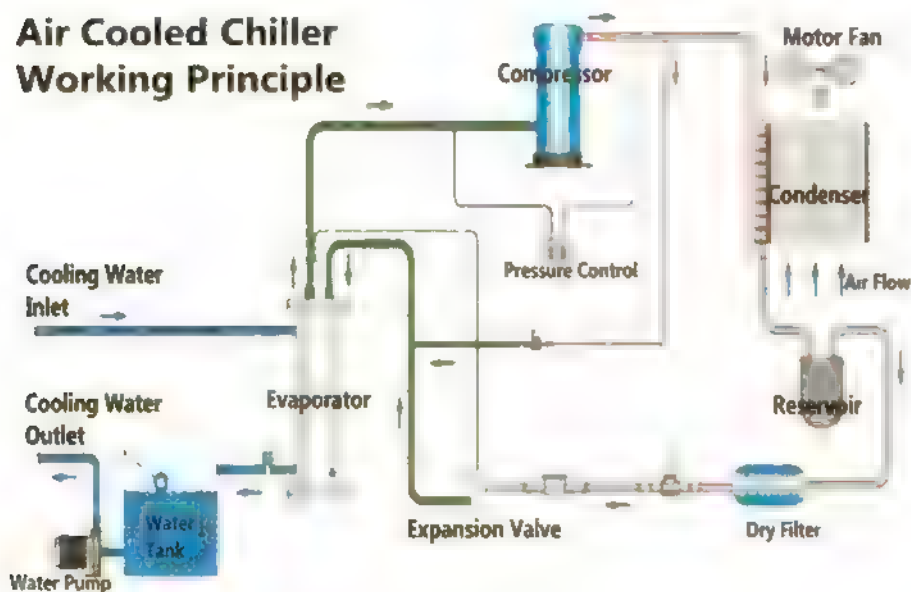 Air Cooled Chiller
Working Principle
Compressor
Motor Fan
Condenser
Pressure Control
Air Flow
Cooling Water
Inlet
Evaporator
Reservoir
Cooling Water
Outlet
Water
Tank
Expansion Valve
Dry Filter
Water Pump